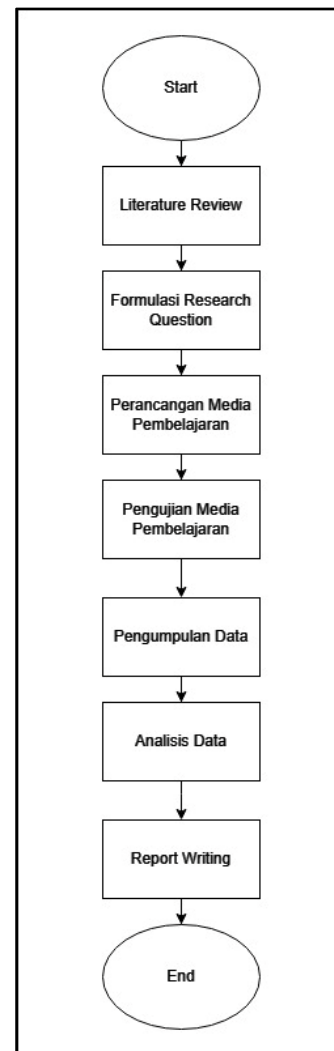 Start
Literature Review
Formulasi Research
Question
Perancangan Media
Pembelajaran
Pengujian Media
Pembelajaran
Pengumpulan Data
Analisis Data
Report Writing
End